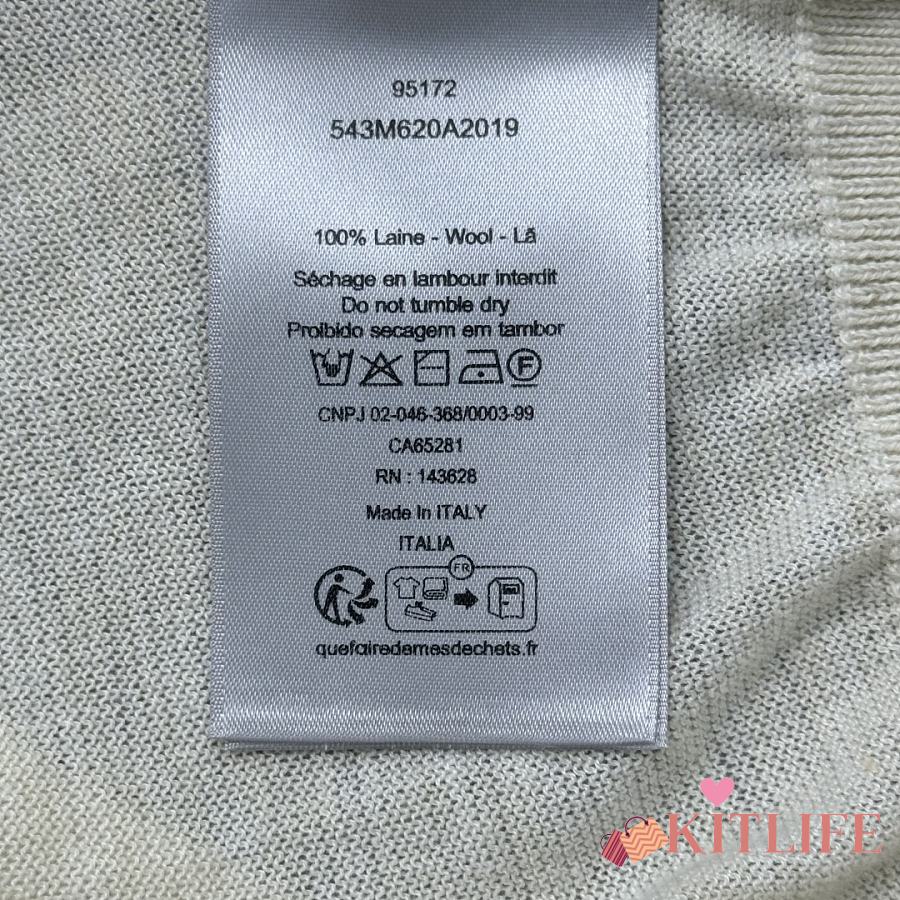 95172
543M620A2019
100% Laine - Wool - Lã
Séchage en tambour interdit
Do not tumble dry
Proibido secagem em tambor
F
CNPJ 02-046-368/0003-99
CA65281
RN : 143628
Made In ITALY
ITALIA
FR
quefairedemesdechets.fr
KITLIFE